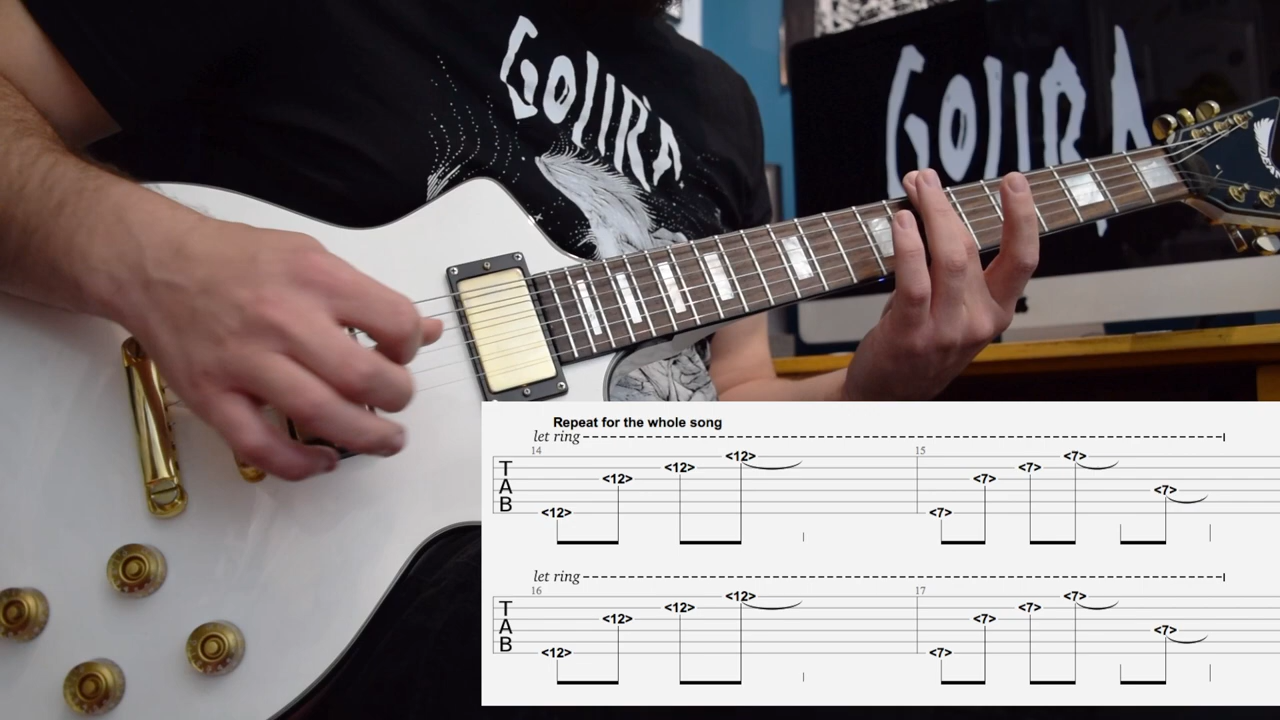 GOJIRA
GOJIRA
Repeat for the whole song
let ring
14 15
T
A
B
<12> <12> <12> <12> <7> <7> <7> <7> <7>
let ring
16 17
T
A
B
<12> <12> <12> <12> <7> <7> <7> <7> <7>